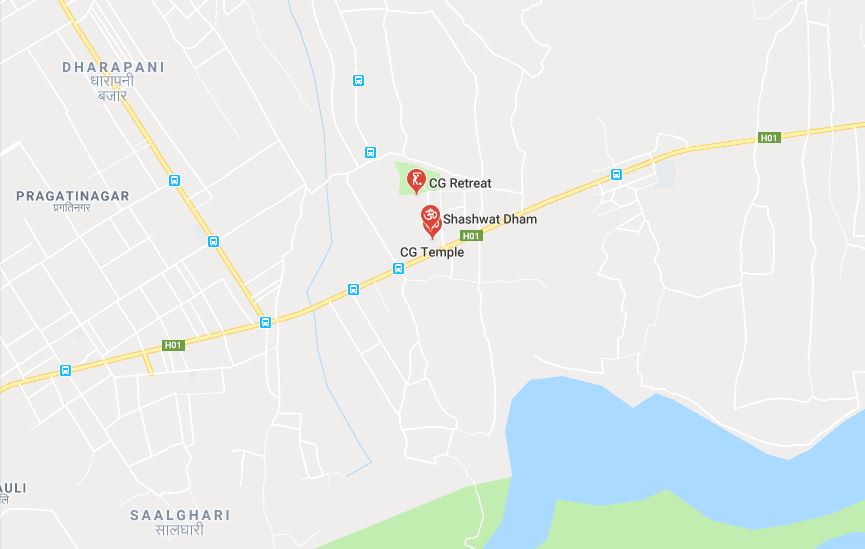 DHARAPANI
धारापनी
बजार
H01
CG Retreat
PRAGATINAGAR
प्रगतिनगर
Shashwat Dham
H01
CG Temple
H01
AULI
लि
SAALGHARI
सालघारी